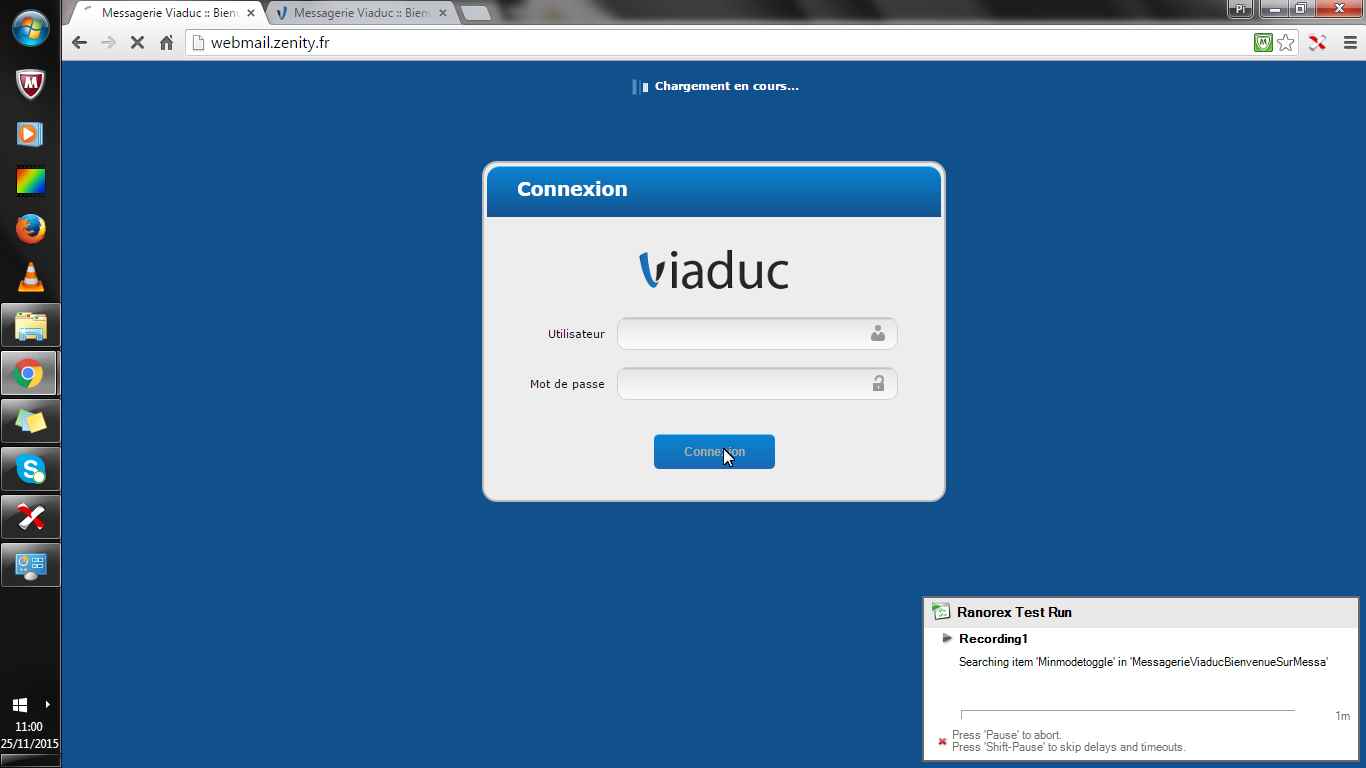 Messagerie Viaduc :: Bien
Messagerie Viaduc :: Bien
Pi
webmail.zenity.fr
Chargement en cours...
Connexion
Viaduc
Utilisateur
Mot de passe
Connexion
Ranorex Test Run
Recording1
Searching item 'Minmodetoggle' in 'MessagerieViaducBienvenueSurMessa'
1m
Press 'Pause' to abort.
Press 'Shift-Pause' to skip delays and timeouts.
11:00
25/11/2015